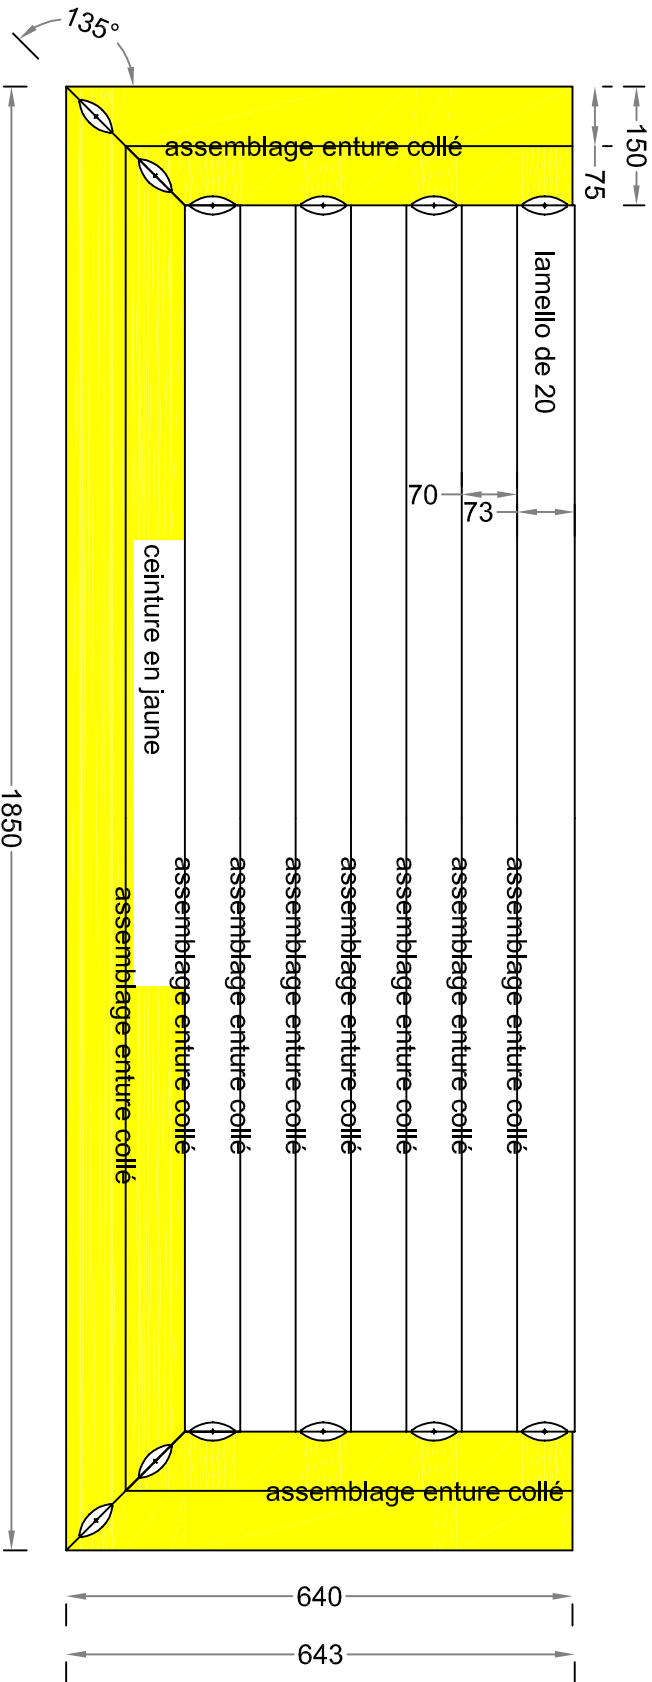 135°
150
75
assemblage enture collé
lamello de 20
70
73
ceinture en jaune
1850
assemblage enture collé
assemblage enture collé
assemblage enture collé
assemblage enture collé
assemblage enture collé
assemblage enture collé
assemblage enture collé
assemblage enture collé
assemblage enture collé
640
643